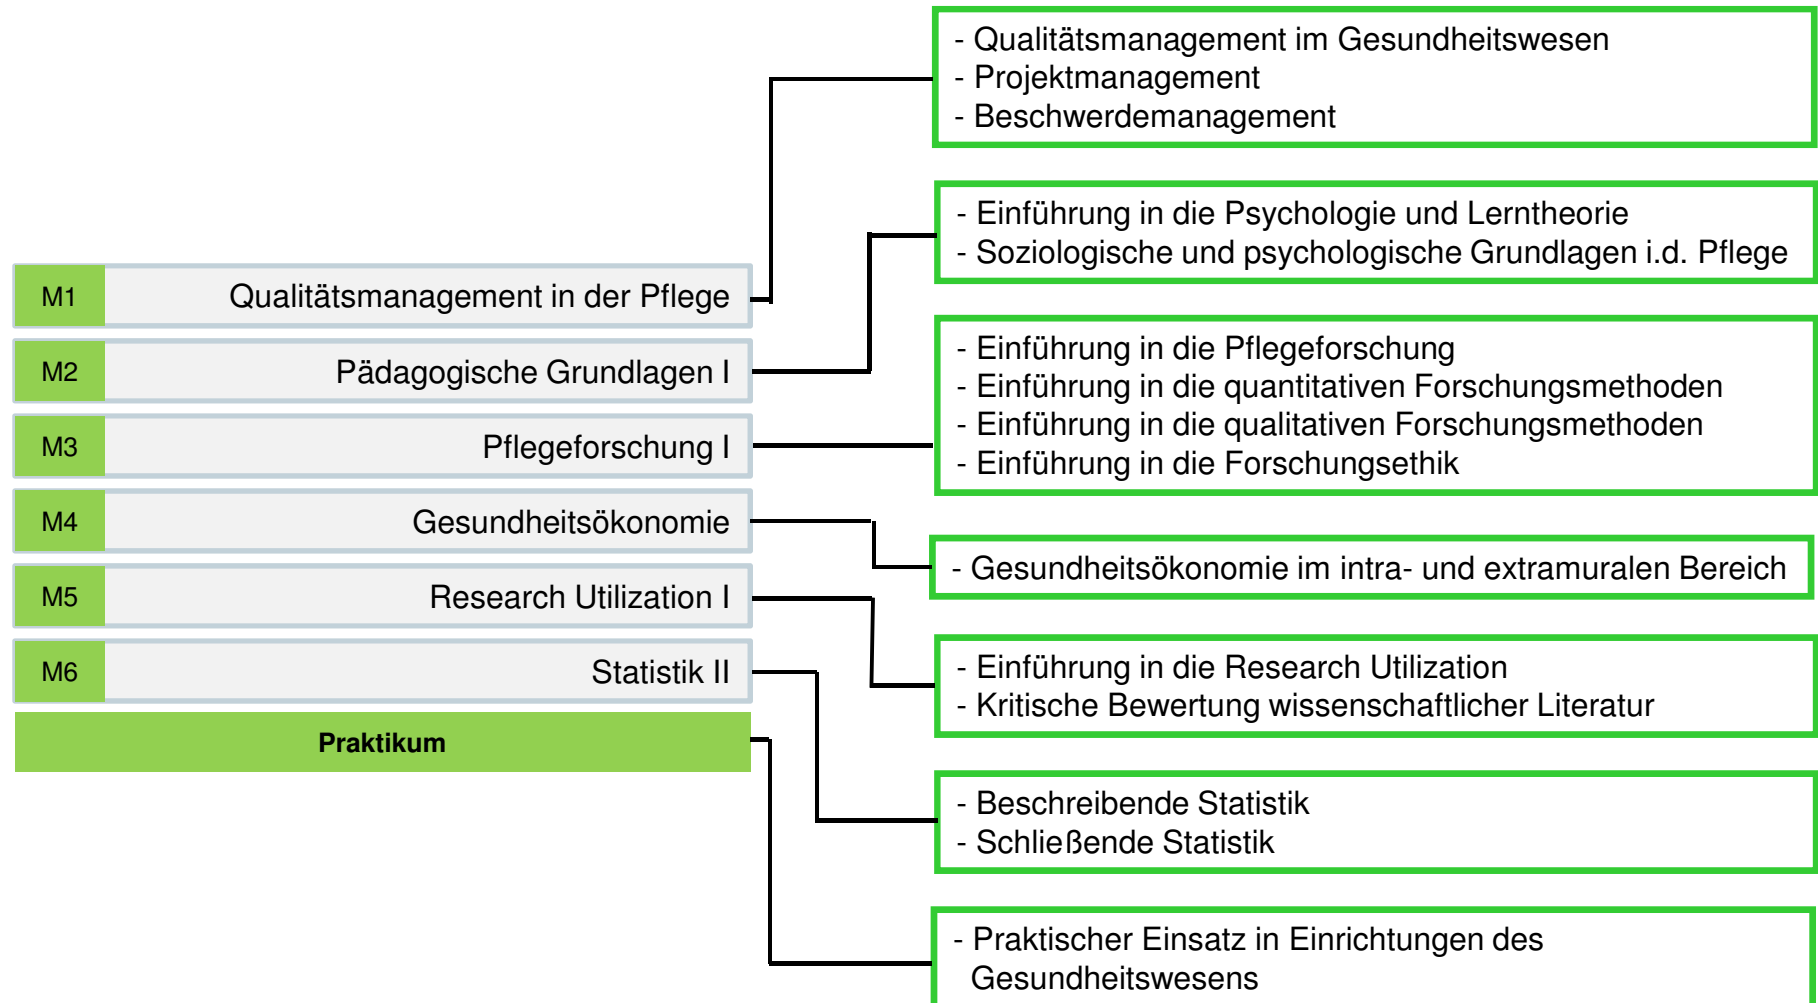 - Qualitätsmanagement im Gesundheitswesen
- Projektmanagement
- Beschwerdemanagement
- Einführung in die Psychologie und Lerntheorie
- Soziologische und psychologische Grundlagen i.d. Pflege
M1 Qualitätsmanagement in der Pflege
M2 Pädagogische Grundlagen I
M3 Pflegeforschung I
M4 Gesundheitsökonomie
M5 Research Utilization I
M6 Statistik II
Praktikum
- Einführung in die Pflegeforschung
- Einführung in die quantitativen Forschungsmethoden
- Einführung in die qualitativen Forschungsmethoden
- Einführung in die Forschungsethik
- Gesundheitsökonomie im intra- und extramuralen Bereich
- Einführung in die Research Utilization
- Kritische Bewertung wissenschaftlicher Literatur
- Beschreibende Statistik
- Schließende Statistik
- Praktischer Einsatz in Einrichtungen des
Gesundheitswesens